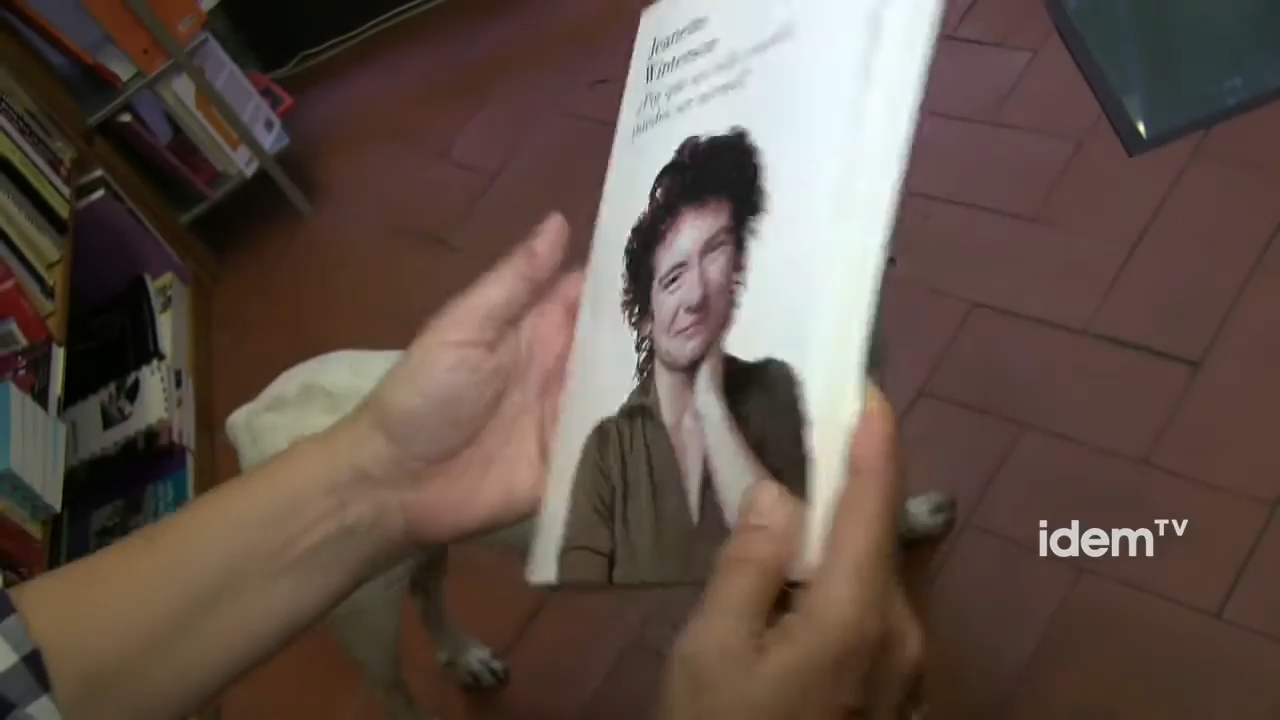 Jeanette
Winterson
¿Por qué ser feliz cuando
puedes ser normal?
idemTV